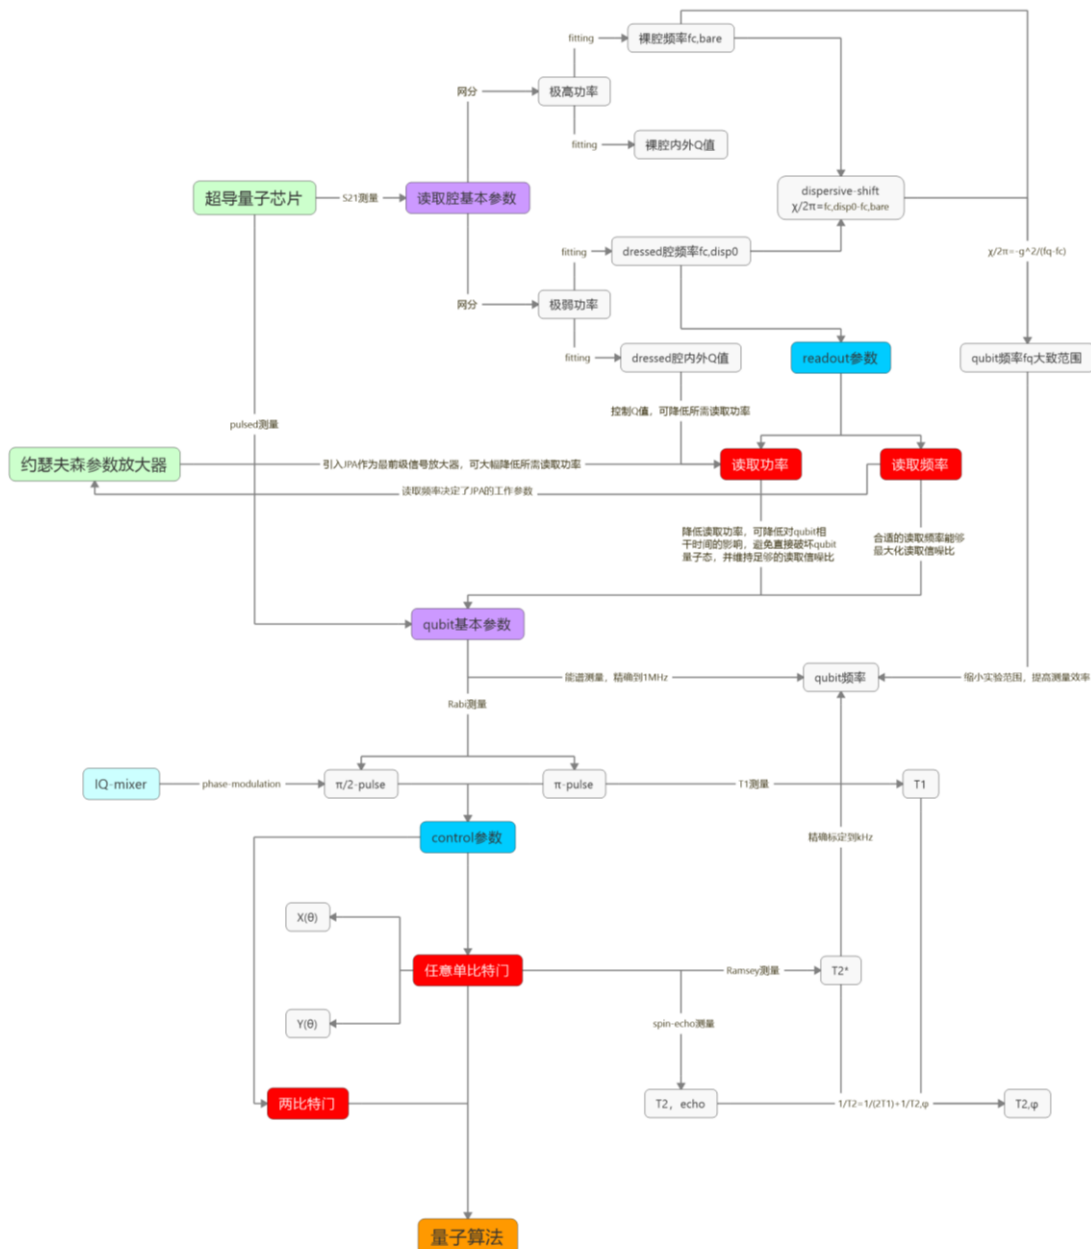 fitting
裸腔频率fc,bare
网分
极高功率
fitting
裸腔内外Q值
超导量子芯片
S21测量
读取腔基本参数
dispersive-shift
χ/2π=fc,disp0-fc,bare
fitting
dressed腔频率fc,disp0
χ/2π=-g^2/(fq-fc)
网分
极弱功率
fitting
dressed腔内外Q值
readout参数
qubit频率fq大致范围
控制Q值，可降低所需读取功率
pulsed测量
约瑟夫森参数放大器
引入JPA作为最前级信号放大器，可大幅降低所需读取功率
读取功率
读取频率
读取频率决定了JPA的工作参数
降低读取功率，可降低对qubit相
干时间的影响，避免直接破坏qubit
量子态，并维持足够的读取信噪比
合适的读取频率能够
最大化读取信噪比
qubit基本参数
能谱测量，精确到1MHz
qubit频率
缩小实验范围，提高测量效率
Rabi测量
IQ-mixer
phase-modulation
π/2-pulse
π-pulse
T1测量
T1
control参数
精确标定到kHz
X(θ)
任意单比特门
Ramsey测量
T2*
Y(θ)
spin-echo测量
两比特门
T2，echo
1/T2=1/(2T1)+1/T2,φ
T2,φ
量子算法